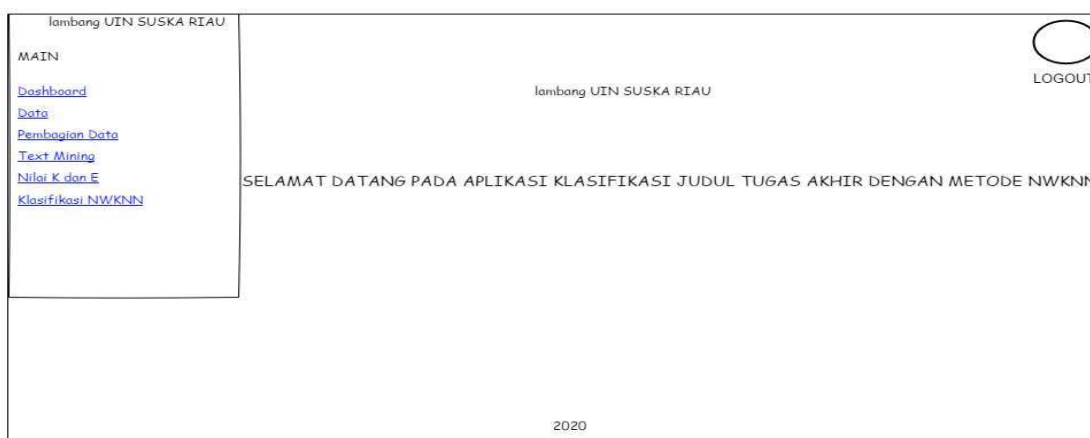 lambang UIN SUSKA RIAU
MAIN
Dashboard
Data
Pembagian Data
Text Mining
Nilai K dan E
Klasifikasi NWKNN
LOGOUT
lambang UIN SUSKA RIAU
SELAMAT DATANG PADA APLIKASI KLASIFIKASI JUDUL TUGAS AKHIR DENGAN METODE NWKNN
2020